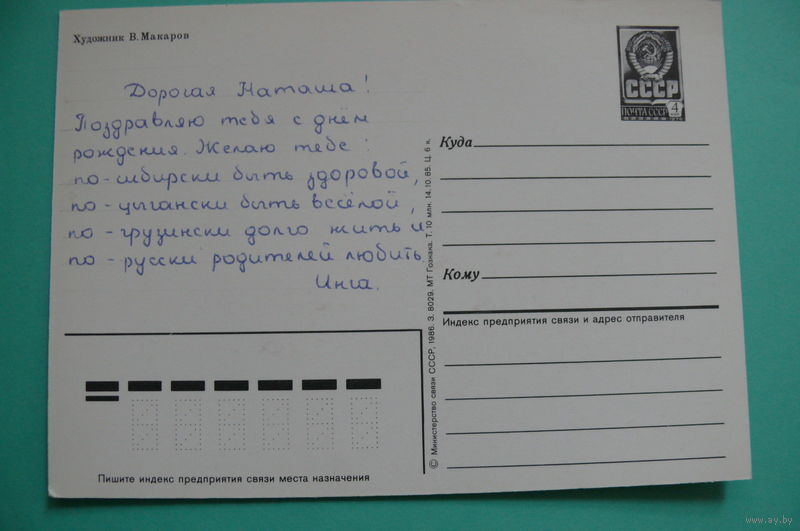 Художник В. Макаров
Дорогая Наташа!
Поздравляю тебя с днём
рождения. Желаю тебе:
по-сибирски быть здоровой,
по-цыгански быть весёлой,
по-грузински долго жить и
по-русски родителей любить.
Инга.
Пишите индекс предприятия связи места назначения
© Министерство связи СССР, 1986. З. 8029. МТ Гознака. Т. 10 млн. 14.10.85. Ц. 6 к.
СССР
ПОЧТА СССР 4
Куда
Кому
Индекс предприятия связи и адрес отправителя
www.ay.by